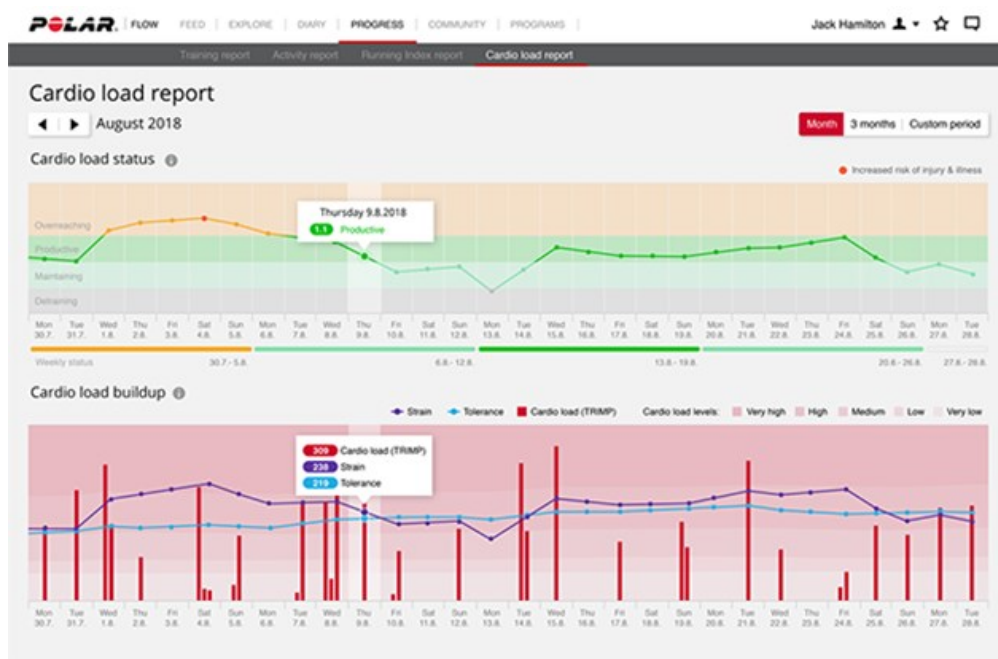 POLAR. FLOW FEED EXPLORE DIARY PROGRESS COMMUNITY PROGRAMS Jack Hamilton
Training report Activity report Running Index report Cardio load report
Cardio load report
August 2018
Month 3 months Custom period
Cardio load status
Increased risk of injury & illness
Thursday 9.8.2018
1.1 Productive
Overreaching
Productive
Maintaining
Detraining
Mon Tue Wed Thu Fri Sat Sun Mon Tue Wed Thu Fri Sat Sun Mon Tue Wed Thu Fri Sat Sun Mon Tue Wed Thu Fri Sat Sun Mon Tue
30.7. 31.7. 1.8. 2.8. 3.8. 4.8. 5.8. 6.8. 7.8. 8.8. 9.8. 10.8. 11.8. 12.8. 13.8. 14.8. 15.8. 16.8. 17.8. 18.8. 19.8. 20.8. 21.8. 22.8. 23.8. 24.8. 25.8. 26.8. 27.8. 28.8.
Weekly status 30.7.- 5.8. 6.8.- 12.8. 13.8.- 19.8. 20.8.- 26.8. 27.8.- 28.8.
Cardio load buildup
Strain Tolerance Cardio load (TRIMP) Cardio load levels: Very high High Medium Low Very low
309 Cardio load (TRIMP)
238 Strain
219 Tolerance
Mon Tue Wed Thu Fri Sat Sun Mon Tue Wed Thu Fri Sat Sun Mon Tue Wed Thu Fri Sat Sun Mon Tue Wed Thu Fri Sat Sun Mon Tue
30.7. 31.7. 1.8. 2.8. 3.8. 4.8. 5.8. 6.8. 7.8. 8.8. 9.8. 10.8. 11.8. 12.8. 13.8. 14.8. 15.8. 16.8. 17.8. 18.8. 19.8. 20.8. 21.8. 22.8. 23.8. 24.8. 25.8. 26.8. 27.8. 28.8.